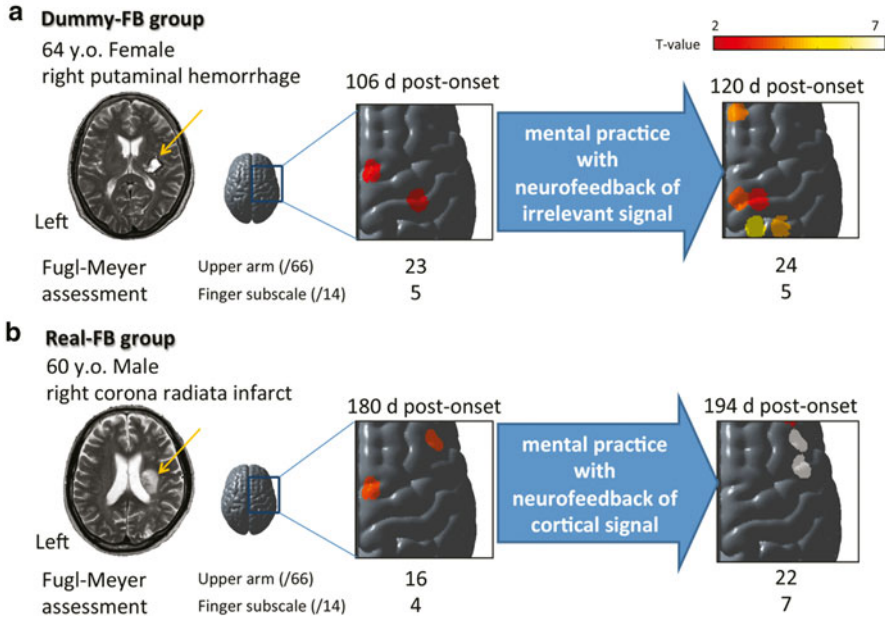 a
Dummy-FB group
64 y.o. Female
right putaminal hemorrhage
2 7
T-value
106 d post-onset
120 d post-onset
mental practice
with
neurofeedback of
irrelevant signal
Left
Fugl-Meyer
assessment
Upper arm (/66) 23 24
Finger subscale (/14) 5 5
b
Real-FB group
60 y.o. Male
right corona radiata infarct
180 d post-onset
194 d post-onset
mental practice
with
neurofeedback of
cortical signal
Left
Fugl-Meyer
assessment
Upper arm (/66) 16 22
Finger subscale (/14) 4 7